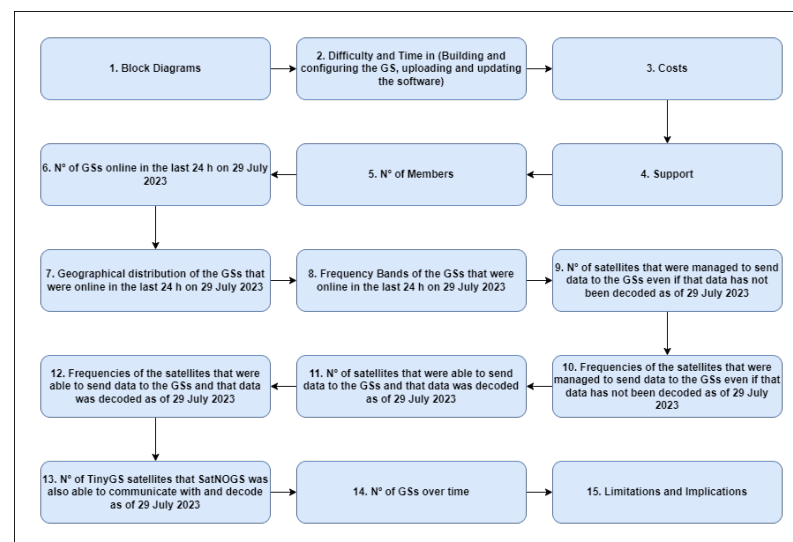 1. Block Diagrams
2. Difficulty and Time in (Building and
configuring the GS, uploading and updating
the software)
3. Costs
4. Support
5. N° of Members
6. N° of GSs online in the last 24 h on 29 July
2023
7. Geographical distribution of the GSs that
were online in the last 24 h on 29 July 2023
8. Frequency Bands of the GSs that were
online in the last 24 h on 29 July 2023
9. N° of satellites that were managed to send
data to the GSs even if that data has not
been decoded as of 29 July 2023
10. Frequencies of the satellites that were
managed to send data to the GSs even if that
data has not been decoded as of 29 July
2023
11. N° of satellites that were able to send
data to the GSs and that data was decoded
as of 29 July 2023
12. Frequencies of the satellites that were
able to send data to the GSs and that data
was decoded as of 29 July 2023
13. N° of TinyGS satellites that SatNOGS was
also able to communicate with and decode
as of 29 July 2023
14. N° of GSs over time
15. Limitations and Implications